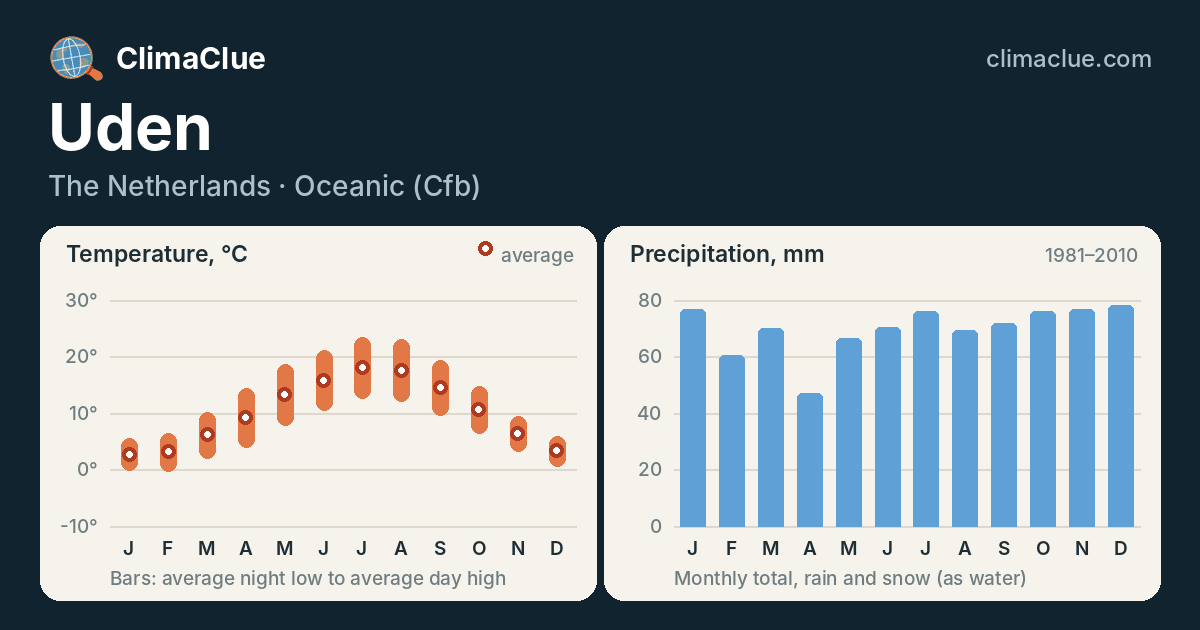 ClimaClue
climaclue.com
Uden
The Netherlands · Oceanic (Cfb)
Temperature, °C
average
30°
20°
10°
0°
-10°
J F M A M J J A S O N D
Bars: average night low to average day high
Precipitation, mm
1981–2010
80
60
40
20
0
J F M A M J J A S O N D
Monthly total, rain and snow (as water)